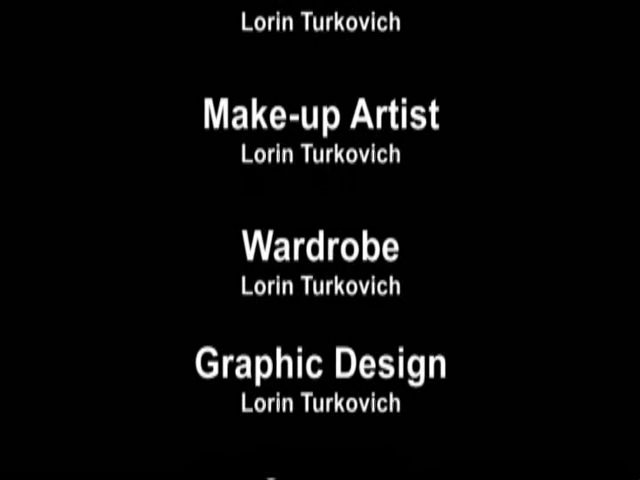 Lorin Turkovich
Make-up Artist
Lorin Turkovich
Wardrobe
Lorin Turkovich
Graphic Design
Lorin Turkovich